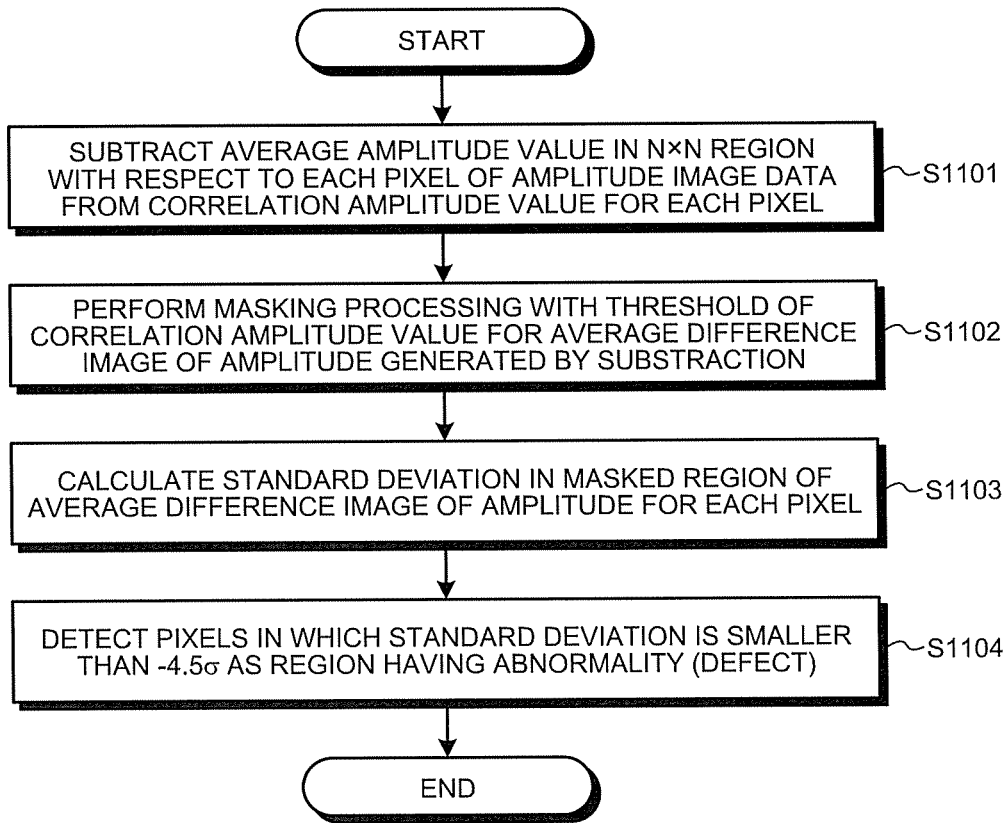 START
SUBTRACT AVERAGE AMPLITUDE VALUE IN N×N REGION
WITH RESPECT TO EACH PIXEL OF AMPLITUDE IMAGE DATA
FROM CORRELATION AMPLITUDE VALUE FOR EACH PIXEL
S1101
PERFORM MASKING PROCESSING WITH THRESHOLD OF
CORRELATION AMPLITUDE VALUE FOR AVERAGE DIFFERENCE
IMAGE OF AMPLITUDE GENERATED BY SUBSTRACTION
S1102
CALCULATE STANDARD DEVIATION IN MASKED REGION OF
AVERAGE DIFFERENCE IMAGE OF AMPLITUDE FOR EACH PIXEL
S1103
DETECT PIXELS IN WHICH STANDARD DEVIATION IS SMALLER
THAN -4.5σ AS REGION HAVING ABNORMALITY (DEFECT)
S1104
END